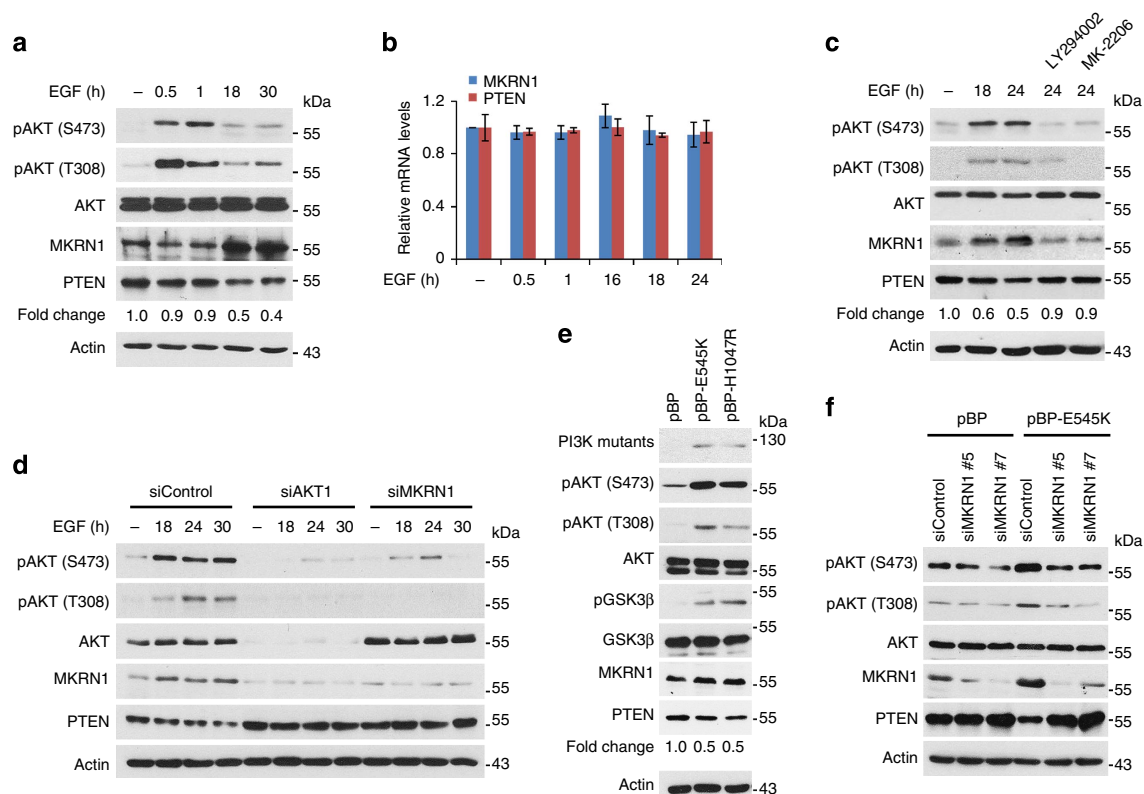 a
EGF (h) – 0.5 1 18 30
kDa
pAKT (S473) - 55
pAKT (T308) - 55
AKT - 55
MKRN1 - 55
PTEN - 55
Fold change 1.0 0.9 0.9 0.5 0.4
Actin - 43
b
MKRN1
PTEN
Relative mRNA levels
1.2
0.8
0.4
0
EGF (h) – 0.5 1 16 18 24
c
LY294002
MK-2206
EGF (h) – 18 24 24 24
kDa
pAKT (S473) - 55
pAKT (T308) - 55
AKT - 55
MKRN1 - 55
PTEN - 55
Fold change 1.0 0.6 0.5 0.9 0.9
Actin -43
d
siControl siAKT1 siMKRN1
EGF (h) – 18 24 30 – 18 24 30 – 18 24 30
kDa
pAKT (S473) -55
pAKT (T308) -55
AKT -55
MKRN1 -55
PTEN -55
Actin -43
e
pBP
pBP-E545K
pBP-H1047R
kDa
PI3K mutants -130
pAKT (S473) -55
pAKT (T308) -55
AKT -55
pGSK3β -55
GSK3β -55
MKRN1 -55
PTEN -55
Fold change 1.0 0.5 0.5
Actin -43
f
pBP pBP-E545K
siControl
siMKRN1 #5
siMKRN1 #7
siControl
siMKRN1 #5
siMKRN1 #7
kDa
pAKT (S473) -55
pAKT (T308) -55
AKT -55
MKRN1 -55
PTEN -55
Actin -43